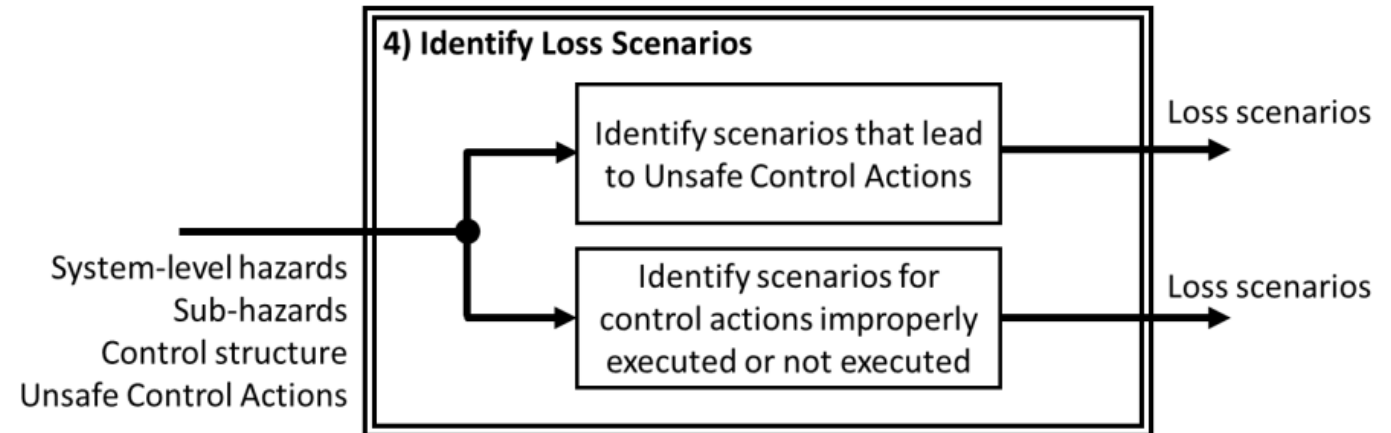 4) Identify Loss Scenarios
Identify scenarios that lead
to Unsafe Control Actions
Loss scenarios
System-level hazards
Sub-hazards
Control structure
Unsafe Control Actions
Identify scenarios for
control actions improperly
executed or not executed
Loss scenarios